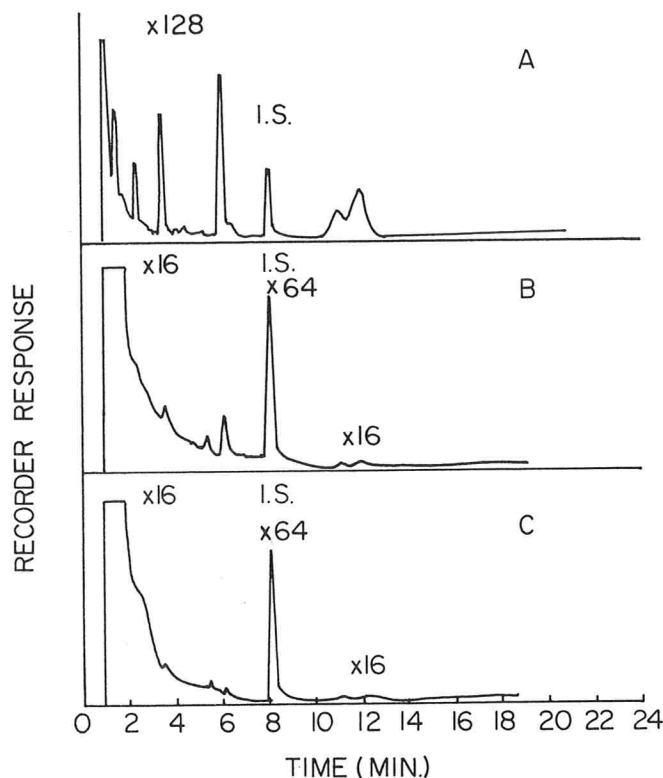 x128
A
I.S.
x16
I.S.
x64
B
x16
x16
I.S.
x64
C
x16
RECORDER RESPONSE
0 2 4 6 8 10 12 14 16 18 20 22 24
TIME (MIN.)